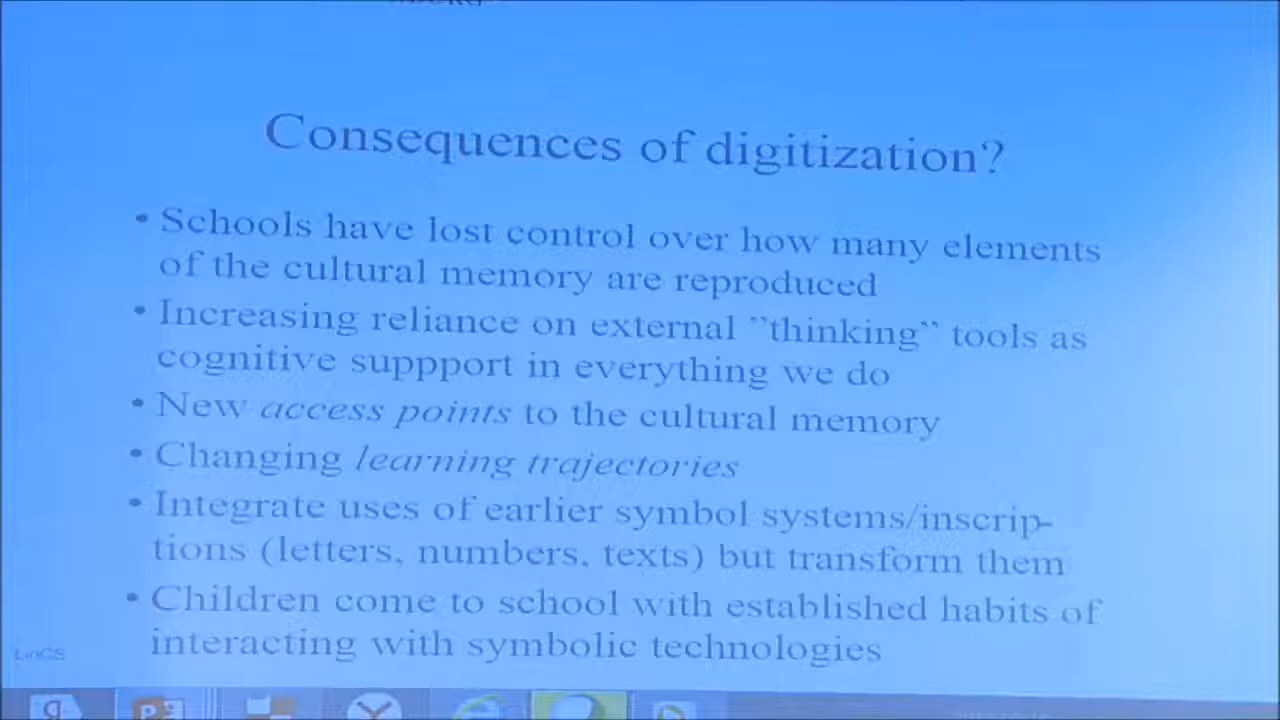 Consequences of digitization?
• Schools have lost control over how many elements
of the cultural memory are reproduced
• Increasing reliance on external ”thinking” tools as
cognitive suppport in everything we do
• New access points to the cultural memory
• Changing learning trajectories
• Integrate uses of earlier symbol systems/inscrip-
tions (letters, numbers, texts) but transform them
• Children come to school with established habits of
interacting with symbolic technologies
LinCS